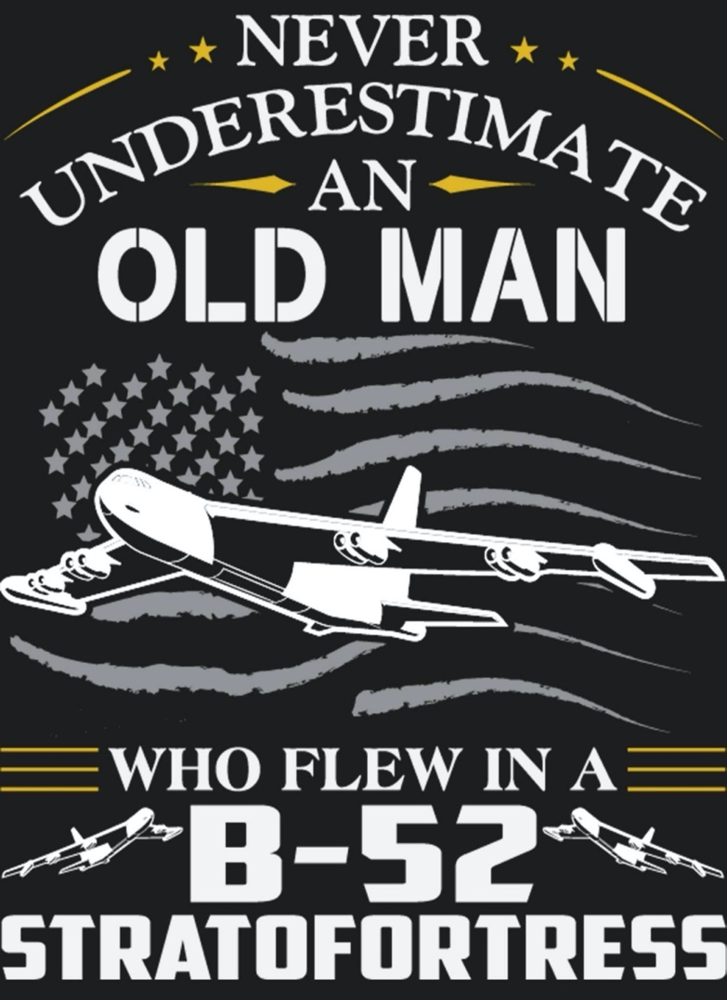 NEVER
UNDERESTIMATE
AN
OLD MAN
WHO FLEW IN A
B-52
STRATOFORTRESS